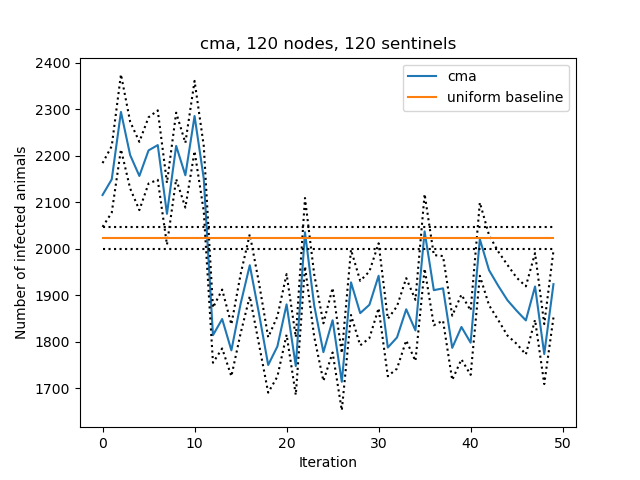 cma, 120 nodes, 120 sentinels
2400
2300
2200
2100
2000
1900
1800
1700
Number of infected animals
cma
uniform baseline
0
10
20
30
40
50
Iteration